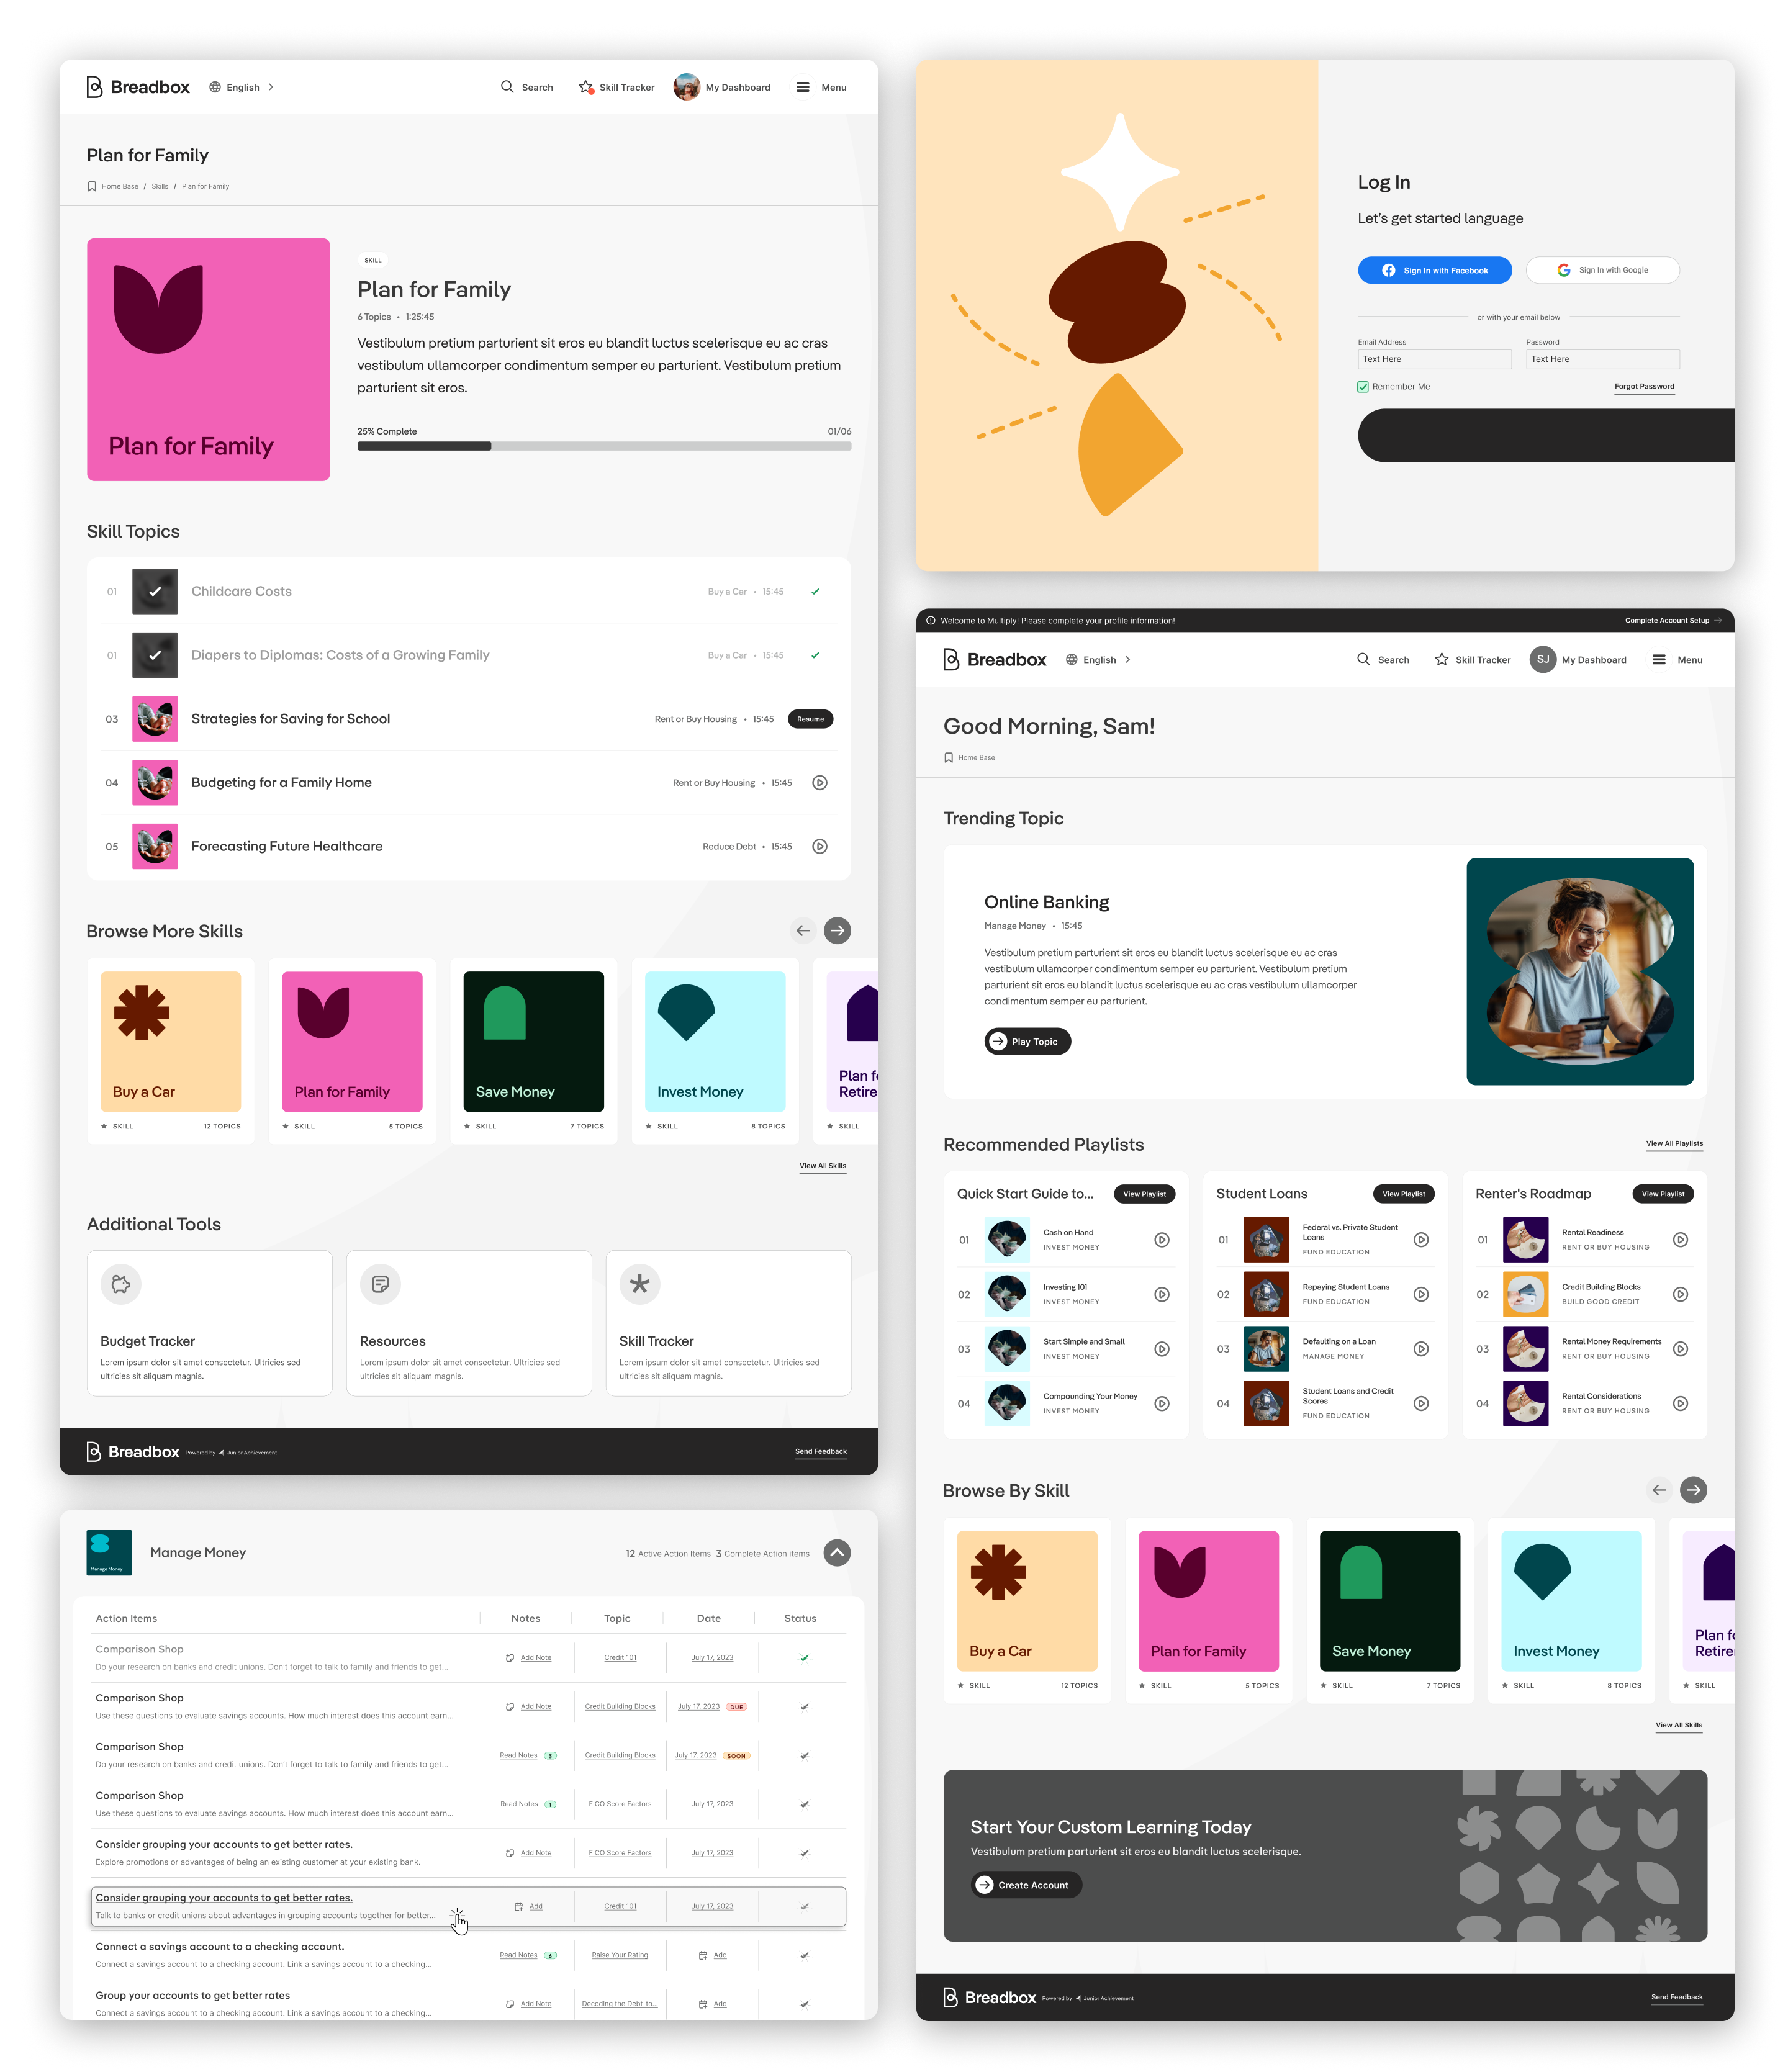 Breadbox
English
Search
Skill Tracker
My Dashboard
Menu
Plan for Family
Home Base / Skills / Plan for Family
Plan for Family
SKILL
Plan for Family
6 Topics • 1:25:45
Vestibulum pretium parturient sit eros eu blandit luctus scelerisque eu ac cras
vestibulum ullamcorper condimentum semper eu parturient. Vestibulum pretium
parturient sit eros.
25% Complete
01/06
Skill Topics
01 Childcare Costs Buy a Car • 15:45
01 Diapers to Diplomas: Costs of a Growing Family Buy a Car • 15:45
03 Strategies for Saving for School Rent or Buy Housing • 15:45 Resume
04 Budgeting for a Family Home Rent or Buy Housing • 15:45
05 Forecasting Future Healthcare Reduce Debt • 15:45
Browse More Skills
Buy a Car
SKILL 12 TOPICS
Plan for Family
SKILL 5 TOPICS
Save Money
SKILL 7 TOPICS
Invest Money
SKILL 8 TOPICS
Plan fo
Retire
SKILL
View All Skills
Additional Tools
Budget Tracker
Lorem ipsum dolor sit amet consectetur. Ultricies sed
ultricies sit aliquam magnis.
Resources
Lorem ipsum dolor sit amet consectetur. Ultricies sed
ultricies sit aliquam magnis.
Skill Tracker
Lorem ipsum dolor sit amet consectetur. Ultricies sed
ultricies sit aliquam magnis.
Breadbox Powered by Junior Achievement
Send Feedback
Manage Money
Manage Money
12 Active Action Items 3 Complete Action items
Action Items Notes Topic Date Status
Comparison Shop
Do your research on banks and credit unions. Don't forget to talk to family and friends to get...
Add Note Credit 101 July 17, 2023
Comparison Shop
Use these questions to evaluate savings accounts. How much interest does this account earn...
Add Note Credit Building Blocks July 17, 2023 DUE
Comparison Shop
Do your research on banks and credit unions. Don't forget to talk to family and friends to get...
Read Notes 3 Credit Building Blocks July 17, 2023 SOON
Comparison Shop
Use these questions to evaluate savings accounts. How much interest does this account earn...
Read Notes 1 FICO Score Factors July 17, 2023
Consider grouping your accounts to get better rates.
Explore promotions or advantages of being an existing customer at your existing bank.
Add Note FICO Score Factors July 17, 2023
Consider grouping your accounts to get better rates.
Talk to banks or credit unions about advantages in grouping accounts together for better...
Add Credit 101 July 17, 2023
Connect a savings account to a checking account.
Connect a savings account to a checking account. Link a savings account to a checking...
Read Notes 6 Raise Your Rating Add
Group your accounts to get better rates
Connect a savings account to a checking account. Link a savings account to a checking...
Add Note Decoding the Debt-to... Add
Log In
Let's get started language
Sign In with Facebook
Sign In with Google
or with your email below
Email Address
Text Here
Password
Text Here
Remember Me
Forgot Password
Welcome to Multiply! Please complete your profile information!
Complete Account Setup
Breadbox
English
Search
Skill Tracker
SJ My Dashboard
Menu
Good Morning, Sam!
Home Base
Trending Topic
Online Banking
Manage Money • 15:45
Vestibulum pretium parturient sit eros eu blandit luctus scelerisque eu ac cras
vestibulum ullamcorper condimentum semper eu parturient. Vestibulum pretium
parturient sit eros eu blandit luctus scelerisque eu ac cras vestibulum ullamcorper
condimentum semper eu parturient.
Play Topic
Recommended Playlists
View All Playlists
Quick Start Guide to...
View Playlist
01 Cash on Hand
INVEST MONEY
02 Investing 101
INVEST MONEY
03 Start Simple and Small
INVEST MONEY
04 Compounding Your Money
INVEST MONEY
Student Loans
View Playlist
01 Federal vs. Private Student
Loans
FUND EDUCATION
02 Repaying Student Loans
FUND EDUCATION
03 Defaulting on a Loan
MANAGE MONEY
04 Student Loans and Credit
Scores
FUND EDUCATION
Renter's Roadmap
View Playlist
01 Rental Readiness
RENT OR BUY HOUSING
02 Credit Building Blocks
BUILD GOOD CREDIT
03 Rental Money Requirements
RENT OR BUY HOUSING
04 Rental Considerations
RENT OR BUY HOUSING
Browse By Skill
Buy a Car
SKILL 12 TOPICS
Plan for Family
SKILL 5 TOPICS
Save Money
SKILL 7 TOPICS
Invest Money
SKILL 8 TOPICS
Plan fo
Retire
SKILL
View All Skills
Start Your Custom Learning Today
Vestibulum pretium parturient sit eros eu blandit luctus scelerisque.
Create Account
Breadbox Powered by Junior Achievement
Send Feedback